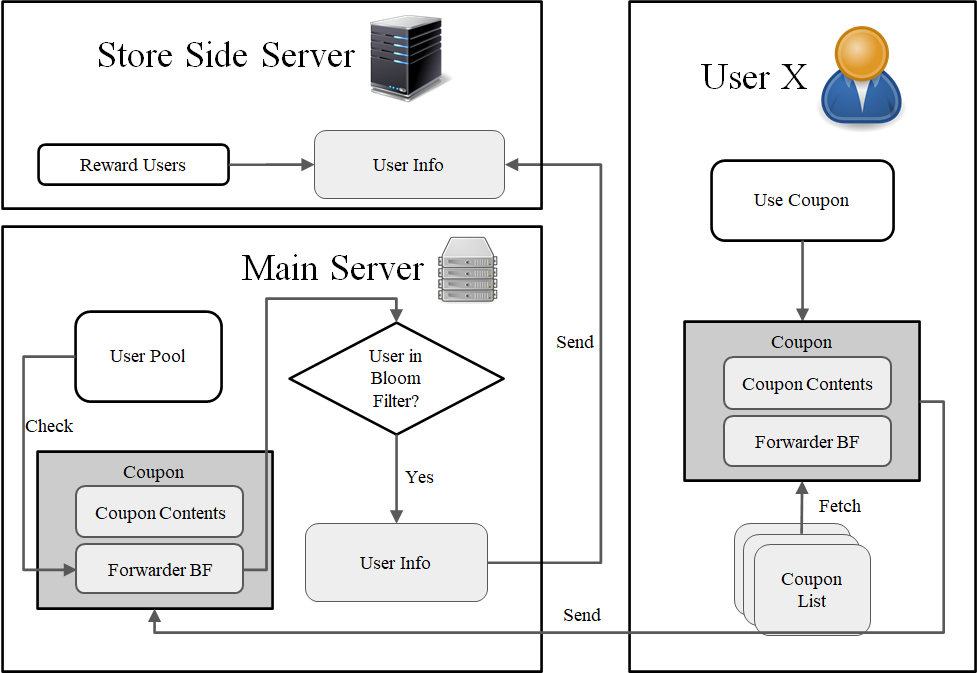 Store Side Server
Reward Users
User Info
Main Server
User Pool
Check
Coupon
Coupon Contents
Forwarder BF
User in
Bloom
Filter?
Yes
User Info
Send
Send
User X
Use Coupon
Coupon
Coupon Contents
Forwarder BF
Fetch
Coupon
List